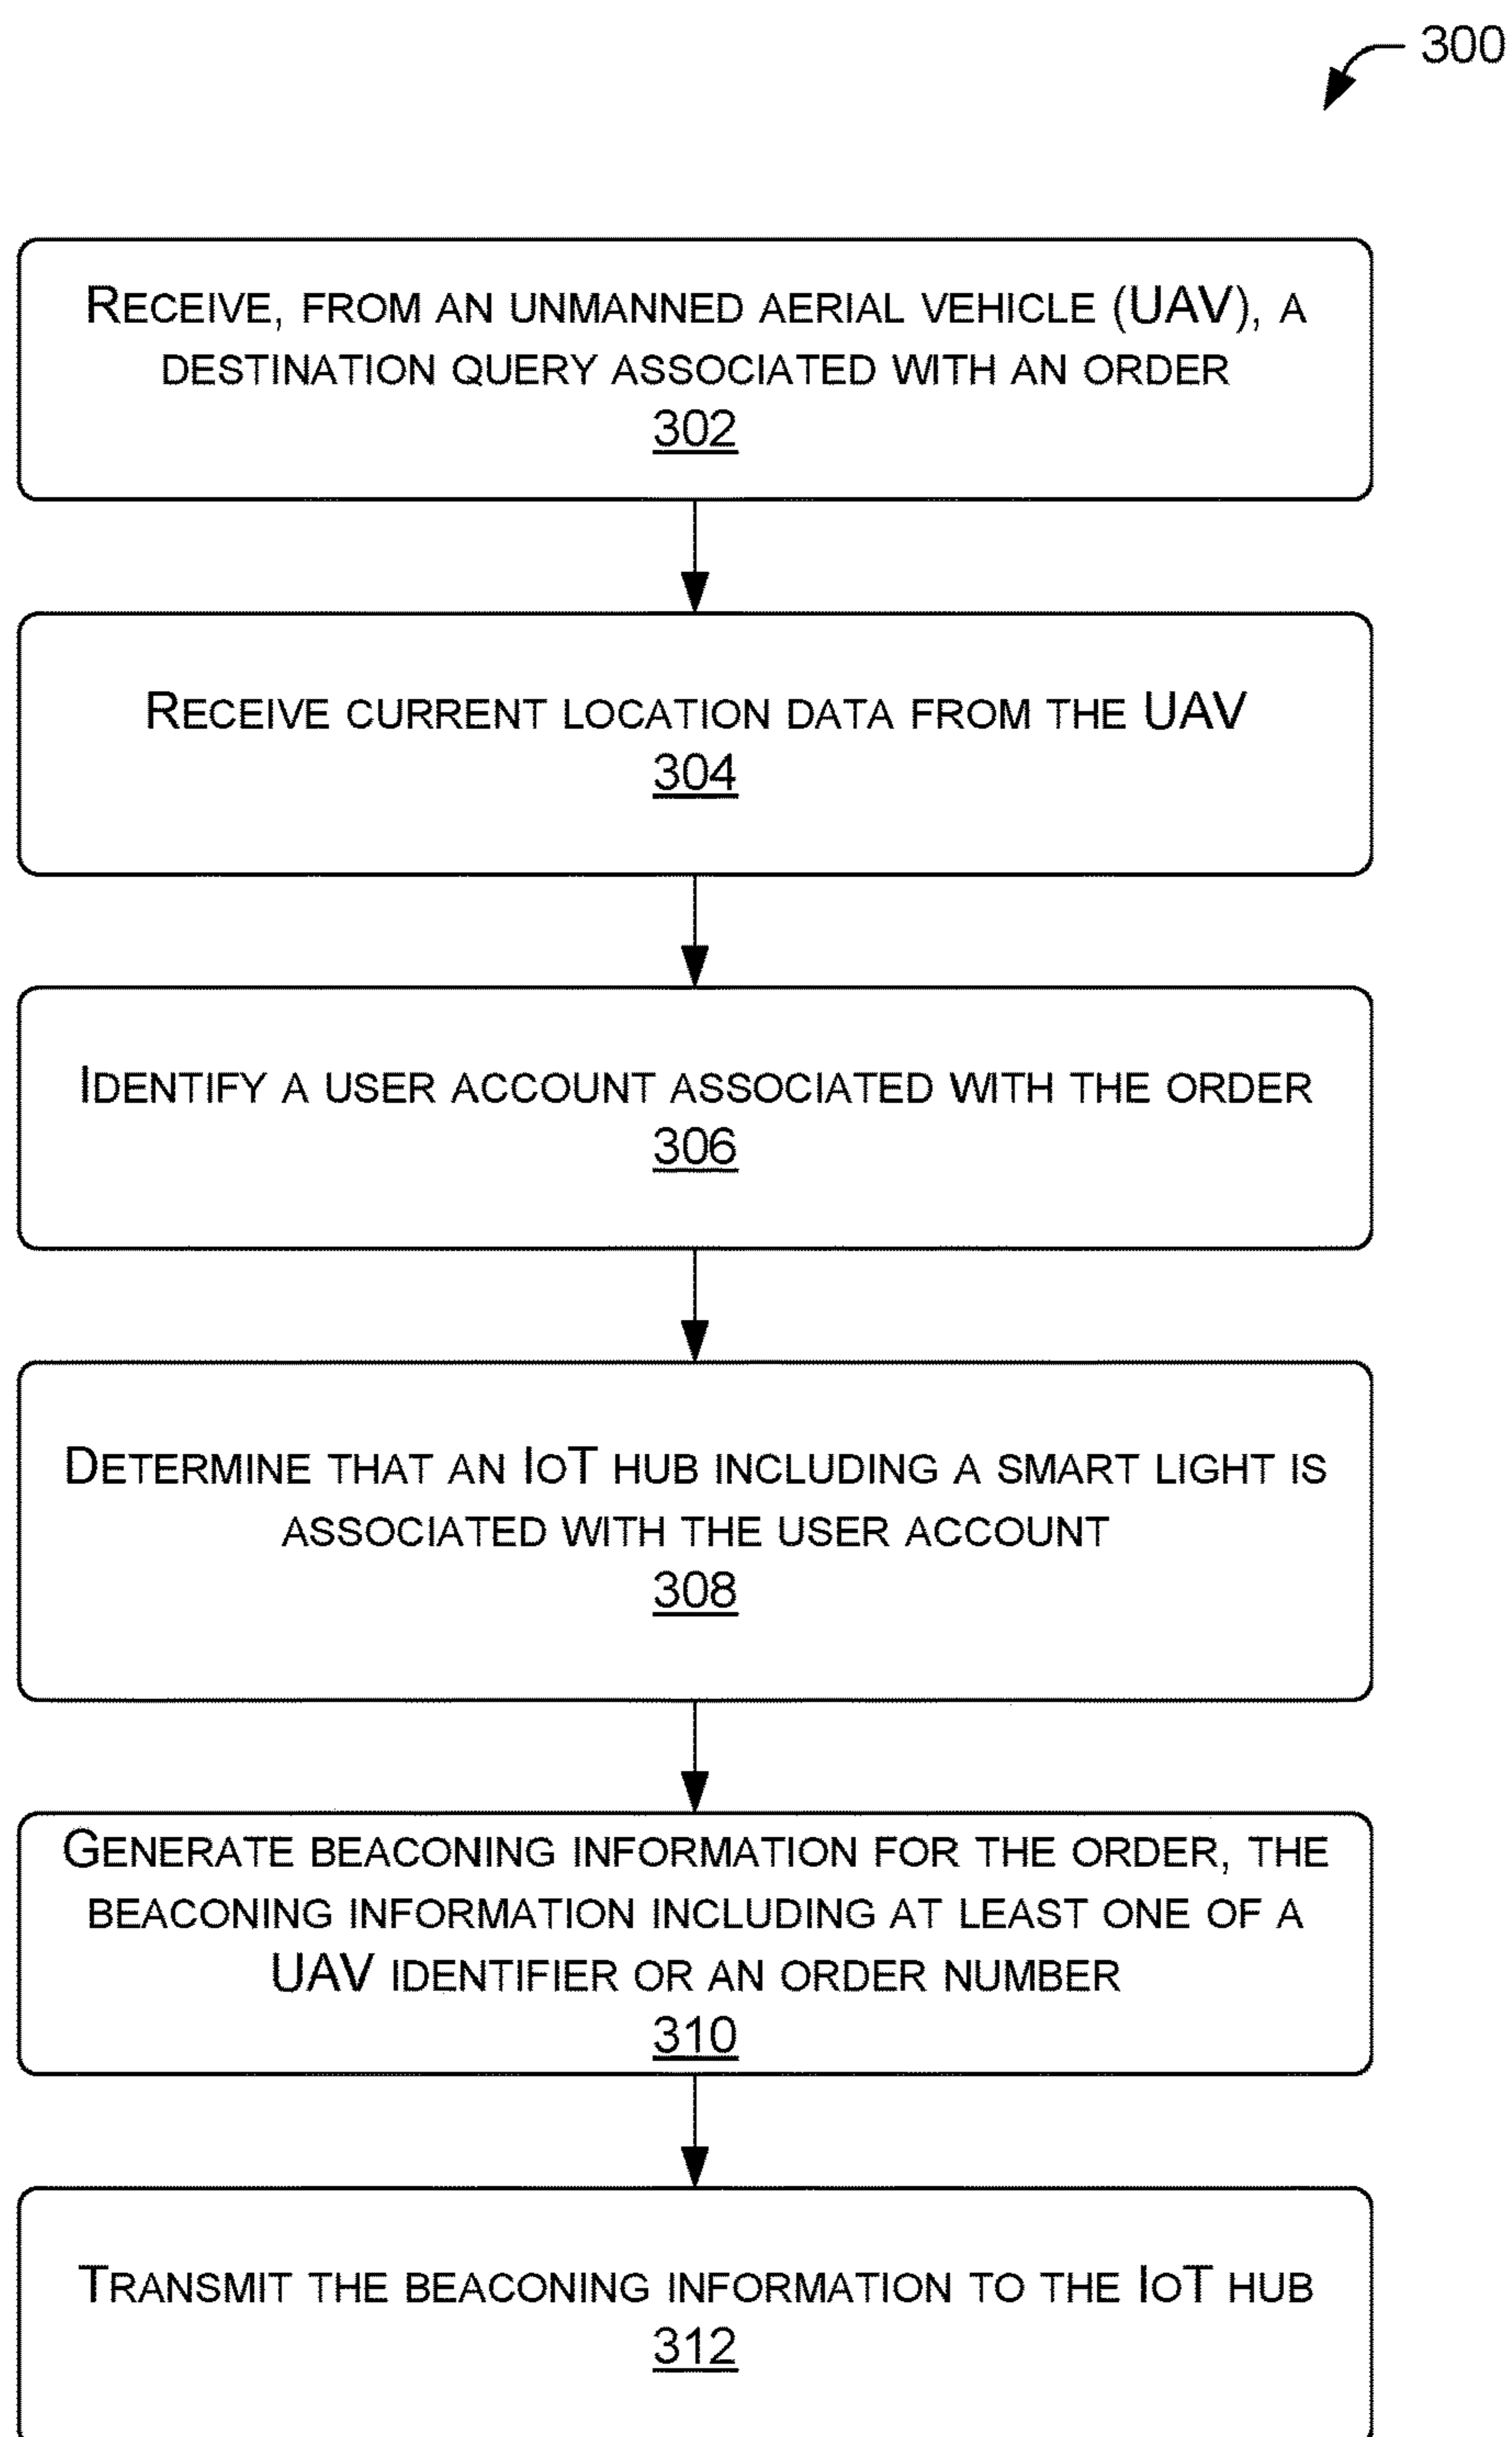 300
RECEIVE, FROM AN UNMANNED AERIAL VEHICLE (UAV), A
DESTINATION QUERY ASSOCIATED WITH AN ORDER
302
RECEIVE CURRENT LOCATION DATA FROM THE UAV
304
IDENTIFY A USER ACCOUNT ASSOCIATED WITH THE ORDER
306
DETERMINE THAT AN IoT HUB INCLUDING A SMART LIGHT IS
ASSOCIATED WITH THE USER ACCOUNT
308
GENERATE BEACONING INFORMATION FOR THE ORDER, THE
BEACONING INFORMATION INCLUDING AT LEAST ONE OF A
UAV IDENTIFIER OR AN ORDER NUMBER
310
TRANSMIT THE BEACONING INFORMATION TO THE IoT HUB
312